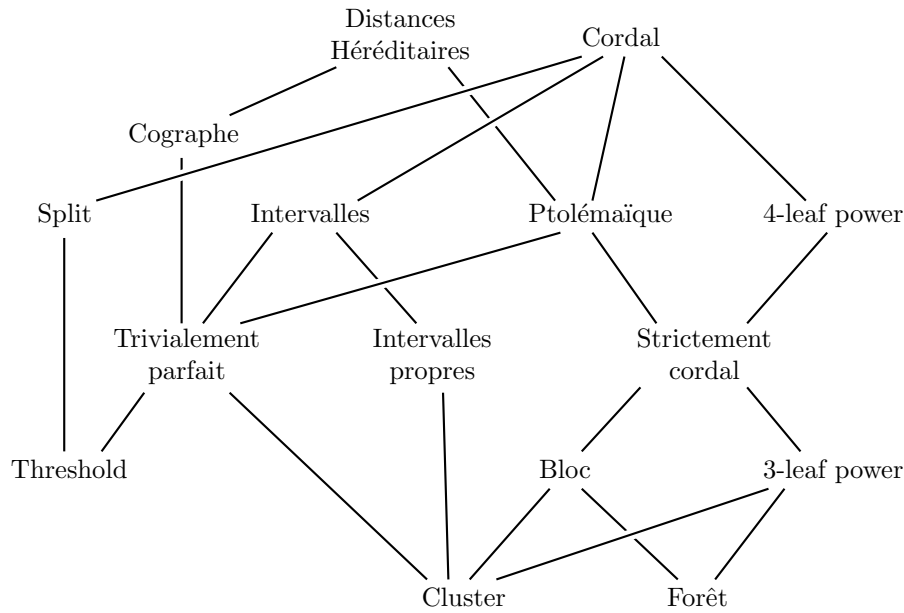 Distances
Héréditaires
Cordal
Cographe
Split
Intervalles
Ptolémaïque
4-leaf power
Trivialement
parfait
Intervalles
propres
Strictement
cordal
Threshold
Bloc
3-leaf power
Cluster
Forêt